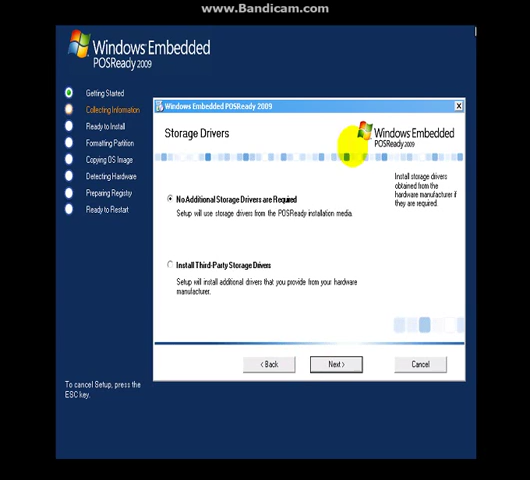 www.Bandicam.com
Windows Embedded
POSReady 2009
Getting Started
Collecting Information
Ready to Install
Formatting Partition
Copying OS Image
Detecting Hardware
Preparing Registry
Ready to Restart
To cancel Setup, press the
ESC key.
Windows Embedded POSReady 2009
Storage Drivers
Windows Embedded
POSReady 2009
Install storage drivers
obtained from the
hardware manufacturer if
they are required.
No Additional Storage Drivers are Required
Setup will use storage drivers from the POSReady installation media.
Install Third-Party Storage Drivers
Setup will install additional drivers that you provide from your hardware
manufacturer.
< Back
Next >
Cancel